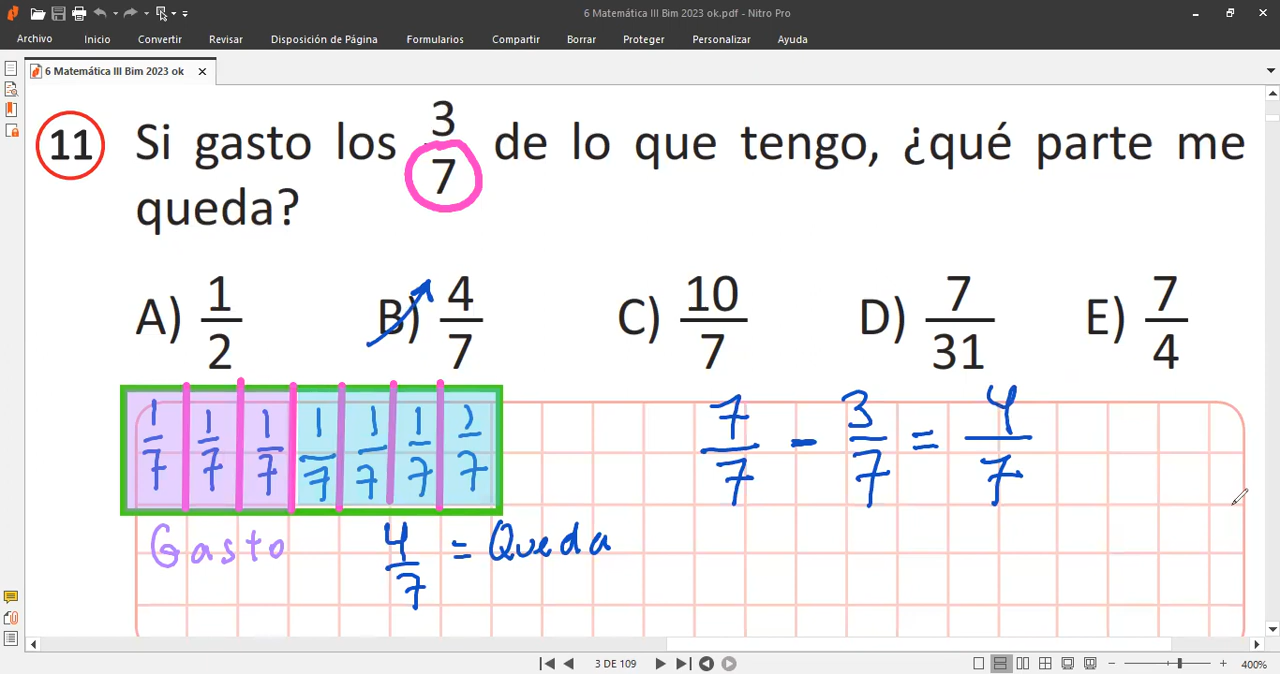 6 Matemática III Bim 2023 ok.pdf - Nitro Pro
Archivo Inicio Convertir Revisar Disposición de Página Formularios Compartir Borrar Proteger Personalizar Ayuda
6 Matemática III Bim 2023 ok
11 Si gasto los 3/7 de lo que tengo, ¿qué parte me
queda?
A) 1/2 B) 4/7 C) 10/7 D) 7/31 E) 7/4
1/7 1/7 1/7 1/7 1/7 1/7 1/7 7/7 - 3/7 = 4/7
Gasto 4/7 = Queda
3 DE 109 400%